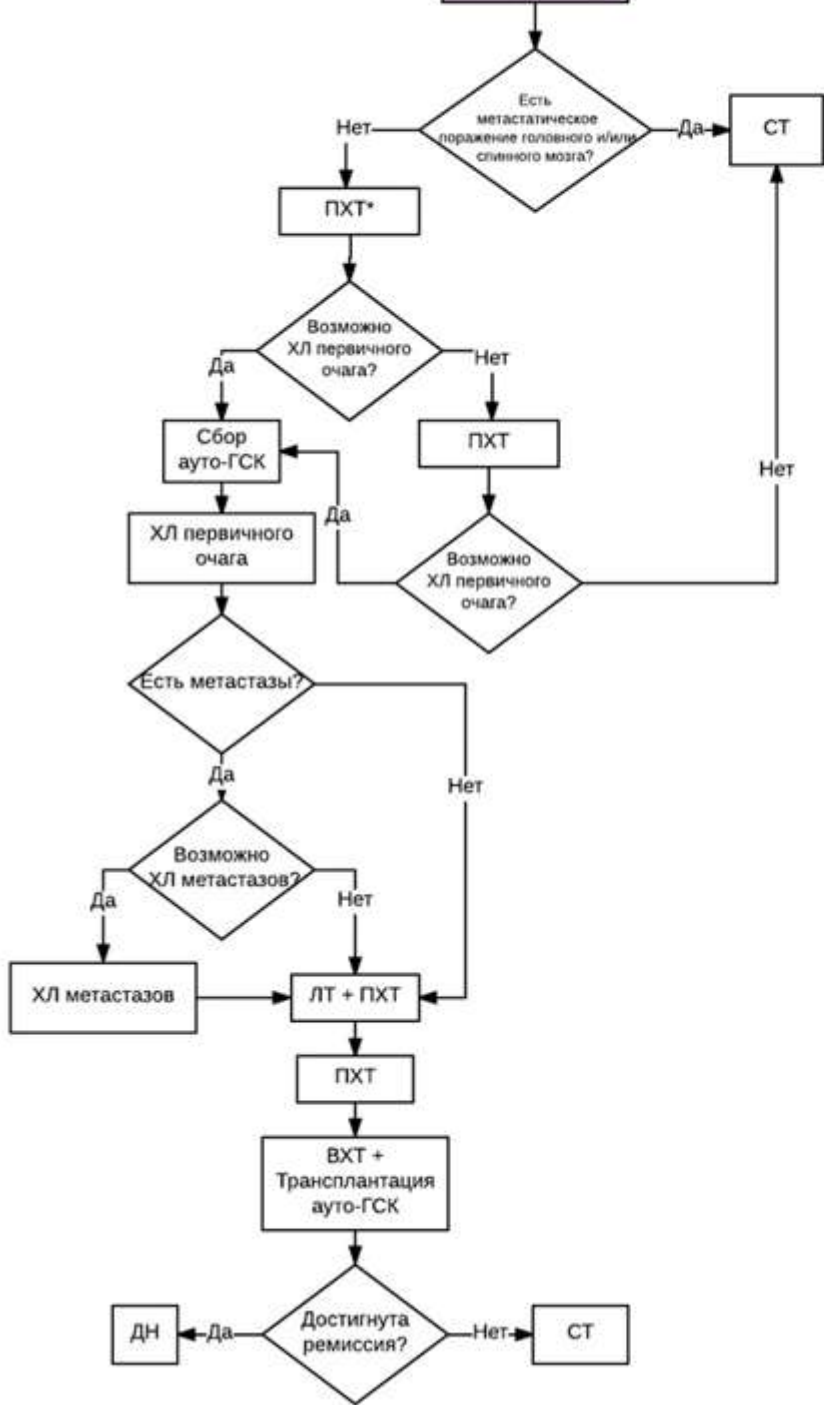 Есть
метастатическое
поражение головного и/или
спинного мозга?
Нет
Да
СТ
ПХТ*
Возможно
ХЛ первичного
очага?
Да
Нет
Сбор
ауто-ГСК
ПХТ
Нет
Да
ХЛ первичного
очага
Возможно
ХЛ первичного
очага?
Есть метастазы?
Да
Нет
Возможно
ХЛ метастазов?
Да
Нет
ХЛ метастазов
ЛТ + ПХТ
ПХТ
ВХТ +
Трансплантация
ауто-ГСК
Достигнута
ремиссия?
ДН
Да
Нет
СТ